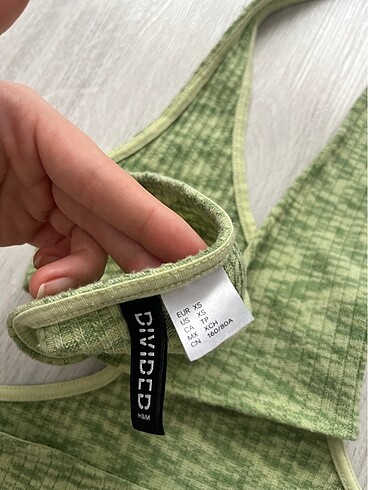 EUR XS
US XS
CA TP
MX XCH
CN 160/80A
DIVIDED
H&M